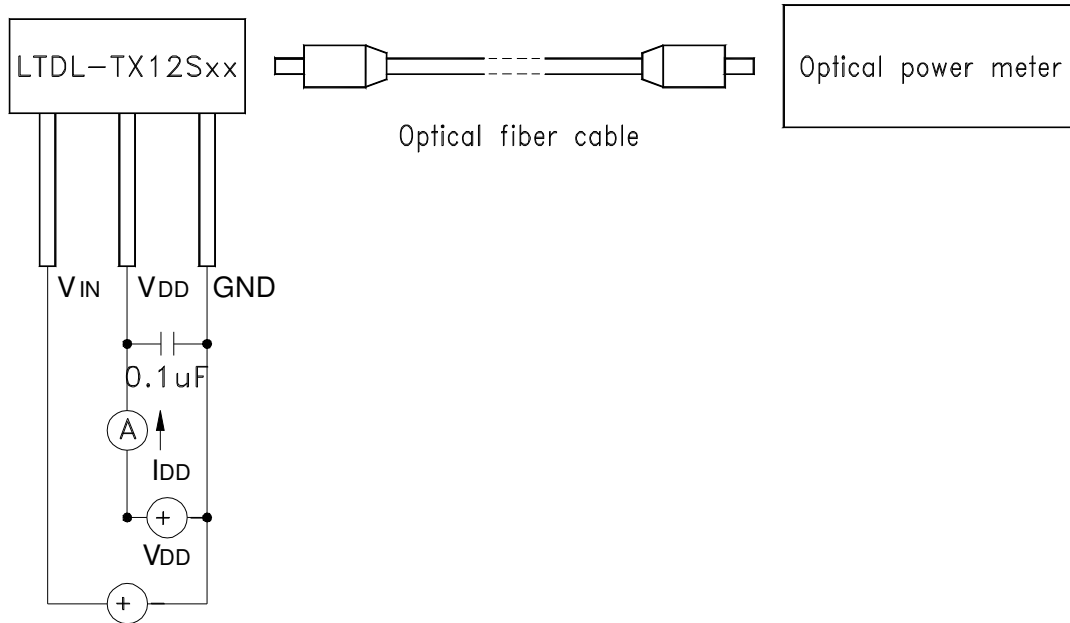 LTDL-TX12Sxx
Optical power meter
Optical fiber cable
VIN VDD GND
0.1uF
A
IDD
+ −
VDD
+ −